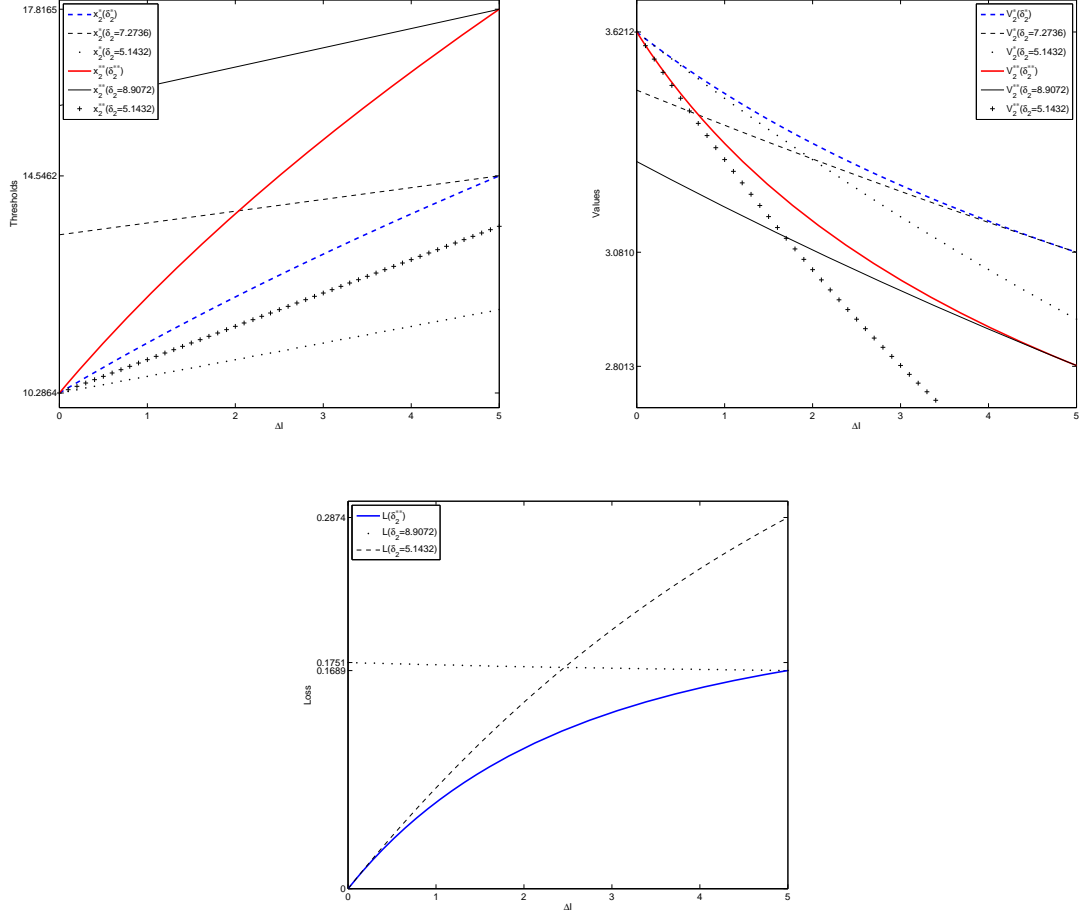 17.8165
14.5462
10.2864
Thresholds
x₂*(δ₂*)
x₂*(δ₂=7.2736)
x₂*(δ₂=5.1432)
x₂**(δ₂**)
x₂**(δ₂=8.9072)
x₂**(δ₂=5.1432)
0 1 2 3 4 5
ΔI
3.6212
3.0810
2.8013
Values
V₂*(δ₂*)
V₂*(δ₂=7.2736)
V₂*(δ₂=5.1432)
V₂**(δ₂**)
V₂**(δ₂=8.9072)
V₂**(δ₂=5.1432)
0 1 2 3 4 5
ΔI
0.2874
0.1751
0.1689
0
Loss
L(δ₂**)
L(δ₂=8.9072)
L(δ₂=5.1432)
0 1 2 3 4 5
ΔI